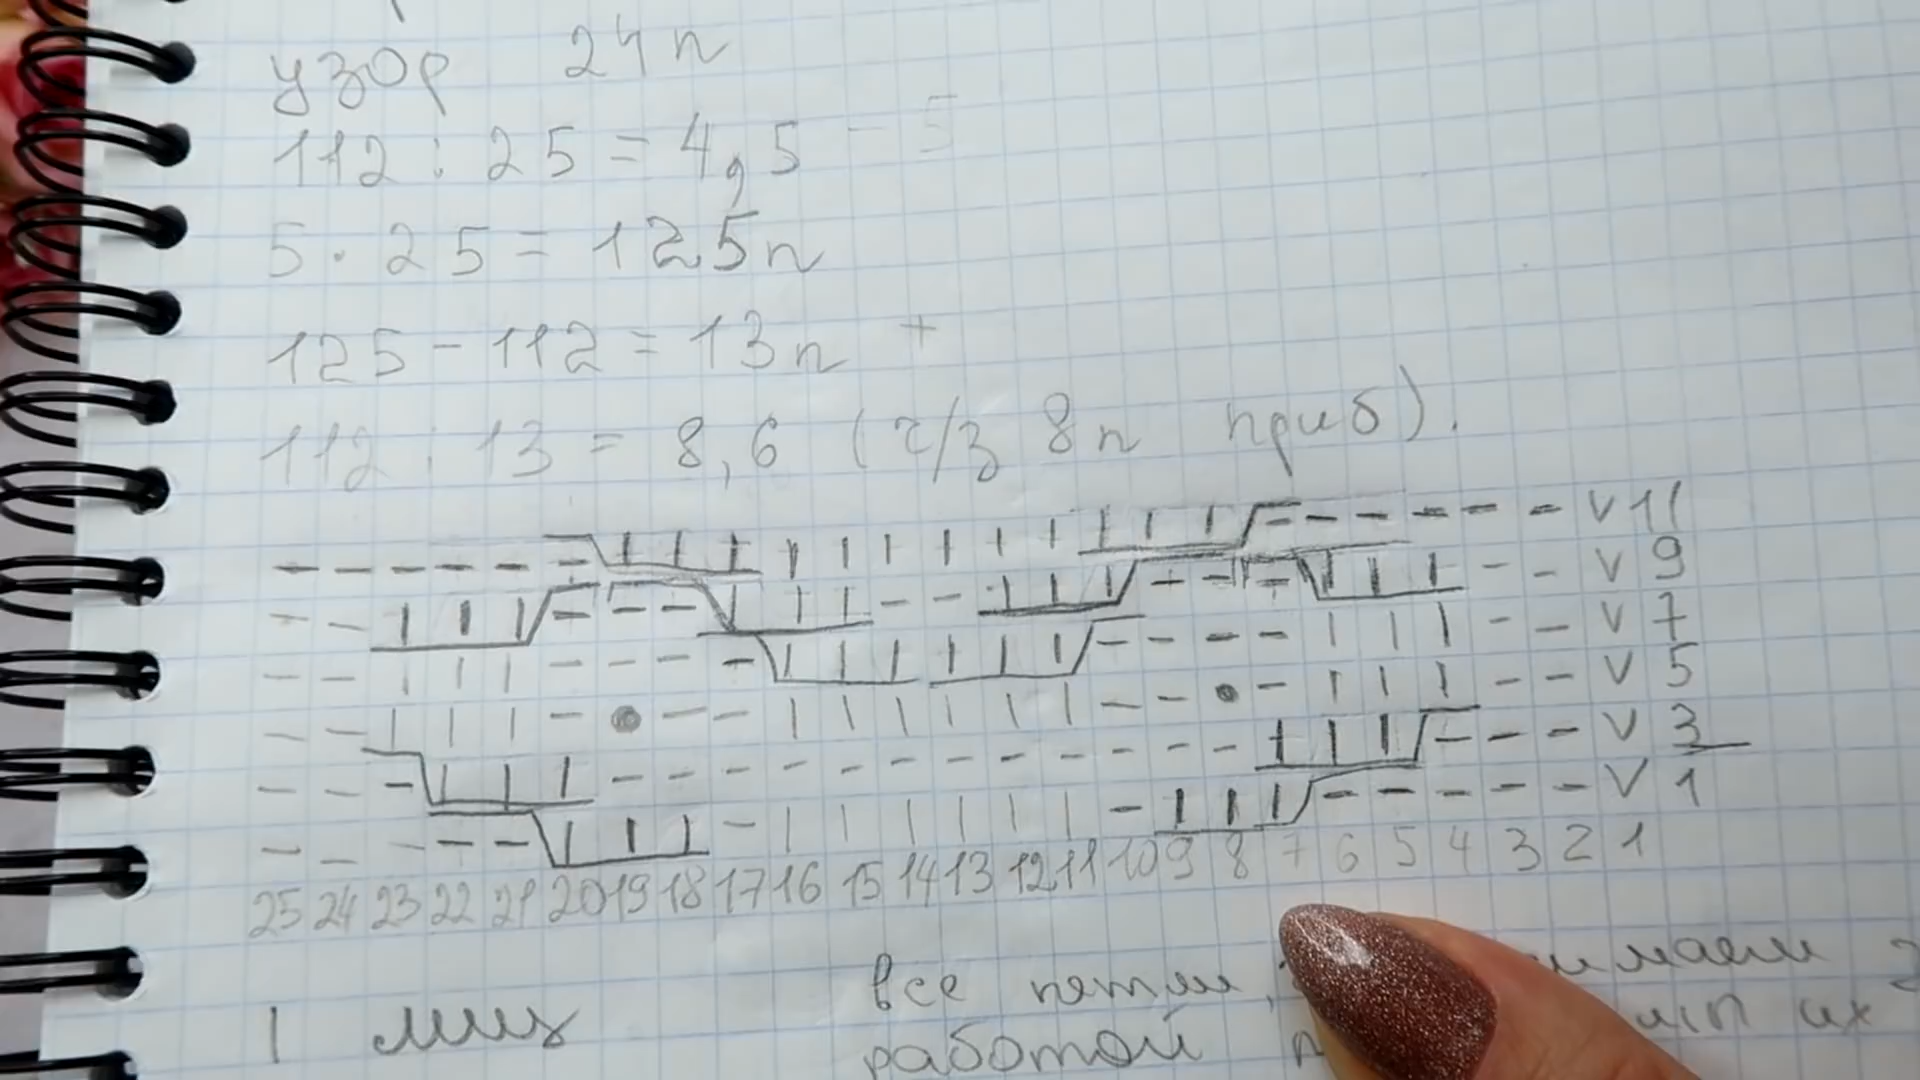 узор 24п
112 : 25 = 4,5 - 5
5 · 25 = 125п
125 - 112 = 13п +
112 : 13 = 8,6 (ч/з 8п приб).
V 11
V 9
V 7
V 5
V 3
V 1
25 24 23 22 21 20 19 18 17 16 15 14 13 12 11 10 9 8 7 6 5 4 3 2 1
| лиц
все петли,
работой их